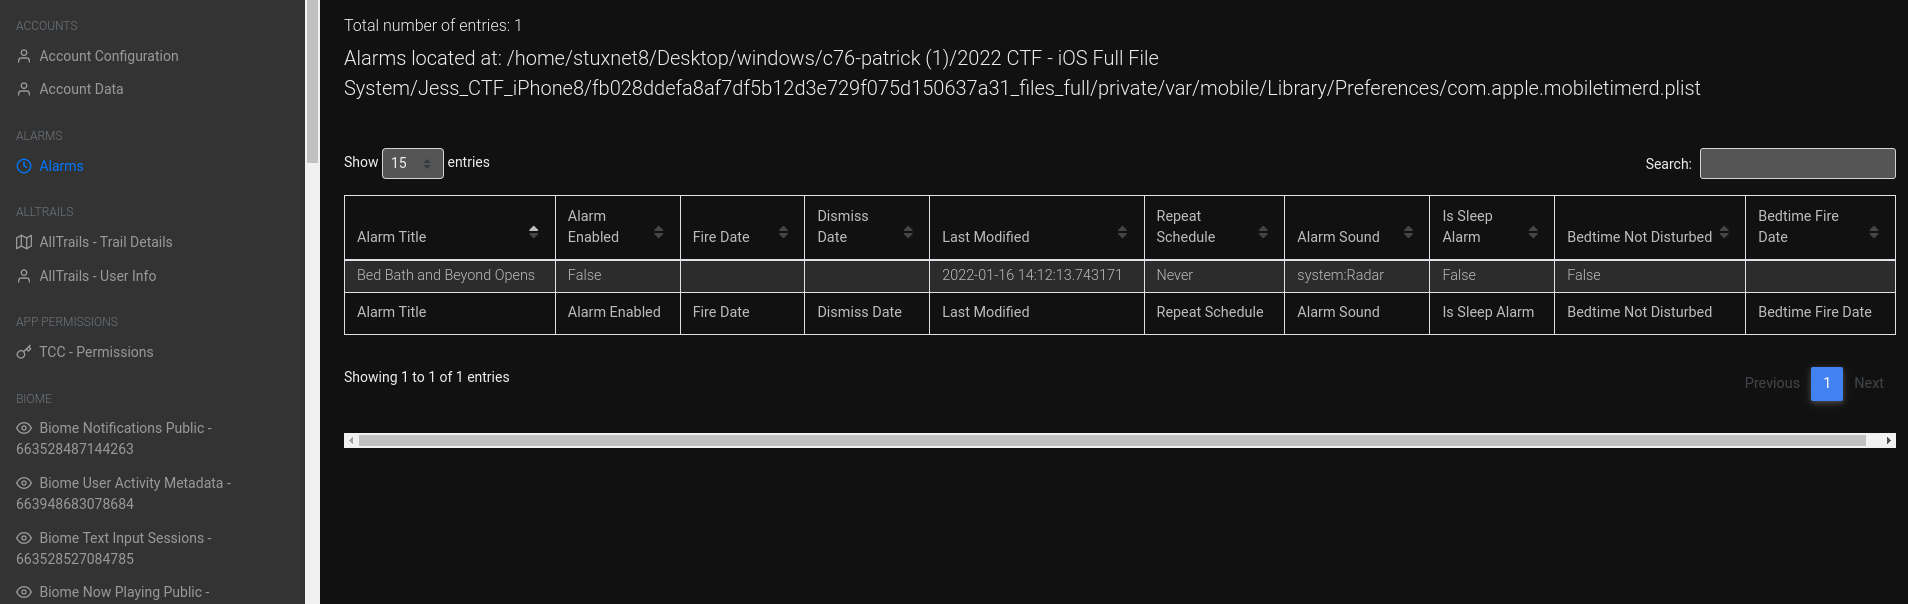 ACCOUNTS
Account Configuration
Account Data
ALARMS
Alarms
ALLTRAILS
AllTrails - Trail Details
AllTrails - User Info
APP PERMISSIONS
TCC - Permissions
BIOME
Biome Notifications Public -
663528487144263
Biome User Activity Metadata -
663948683078684
Biome Text Input Sessions -
663528527084785
Biome Now Playing Public -
Total number of entries: 1
Alarms located at: /home/stuxnet8/Desktop/windows/c76-patrick (1)/2022 CTF - iOS Full File
System/Jess_CTF_iPhone8/fb028ddefa8af7df5b12d3e729f075d150637a31_files_full/private/var/mobile/Library/Preferences/com.apple.mobiletimerd.plist
Show 15 entries
Search:
Alarm Title Alarm Enabled Fire Date Dismiss Date Last Modified Repeat Schedule Alarm Sound Is Sleep Alarm Bedtime Not Disturbed Bedtime Fire Date
Bed Bath and Beyond Opens False 2022-01-16 14:12:13.743171 Never system:Radar False False
Alarm Title Alarm Enabled Fire Date Dismiss Date Last Modified Repeat Schedule Alarm Sound Is Sleep Alarm Bedtime Not Disturbed Bedtime Fire Date
Showing 1 to 1 of 1 entries
Previous 1 Next